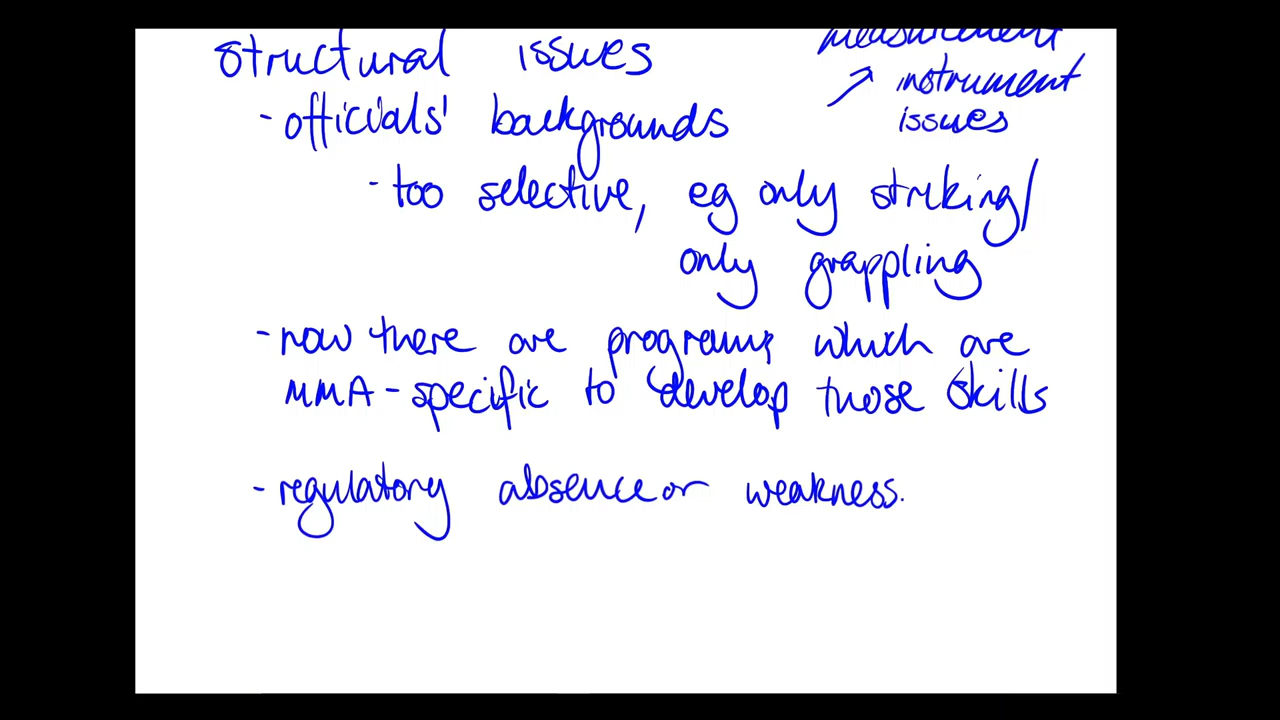 structural issues
- officials' backgrounds
- too selective, eg only striking/
only grappling
- now there are programs which are
MMA-specific to develop those skills
- regulatory absence or weakness.
measurement
↗ instrument
issues